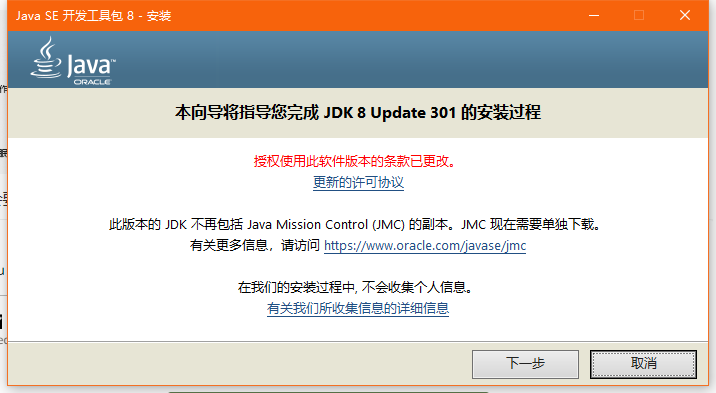 Java SE 开发工具包 8 - 安装
Java™
ORACLE
本向导将指导您完成 JDK 8 Update 301 的安装过程
授权使用此软件版本的条款已更改。
更新的许可协议
此版本的 JDK 不再包括 Java Mission Control (JMC) 的副本。JMC 现在需要单独下载。
有关更多信息，请访问 https://www.oracle.com/javase/jmc
在我们的安装过程中, 不会收集个人信息。
有关我们所收集信息的详细信息
下一步
取消